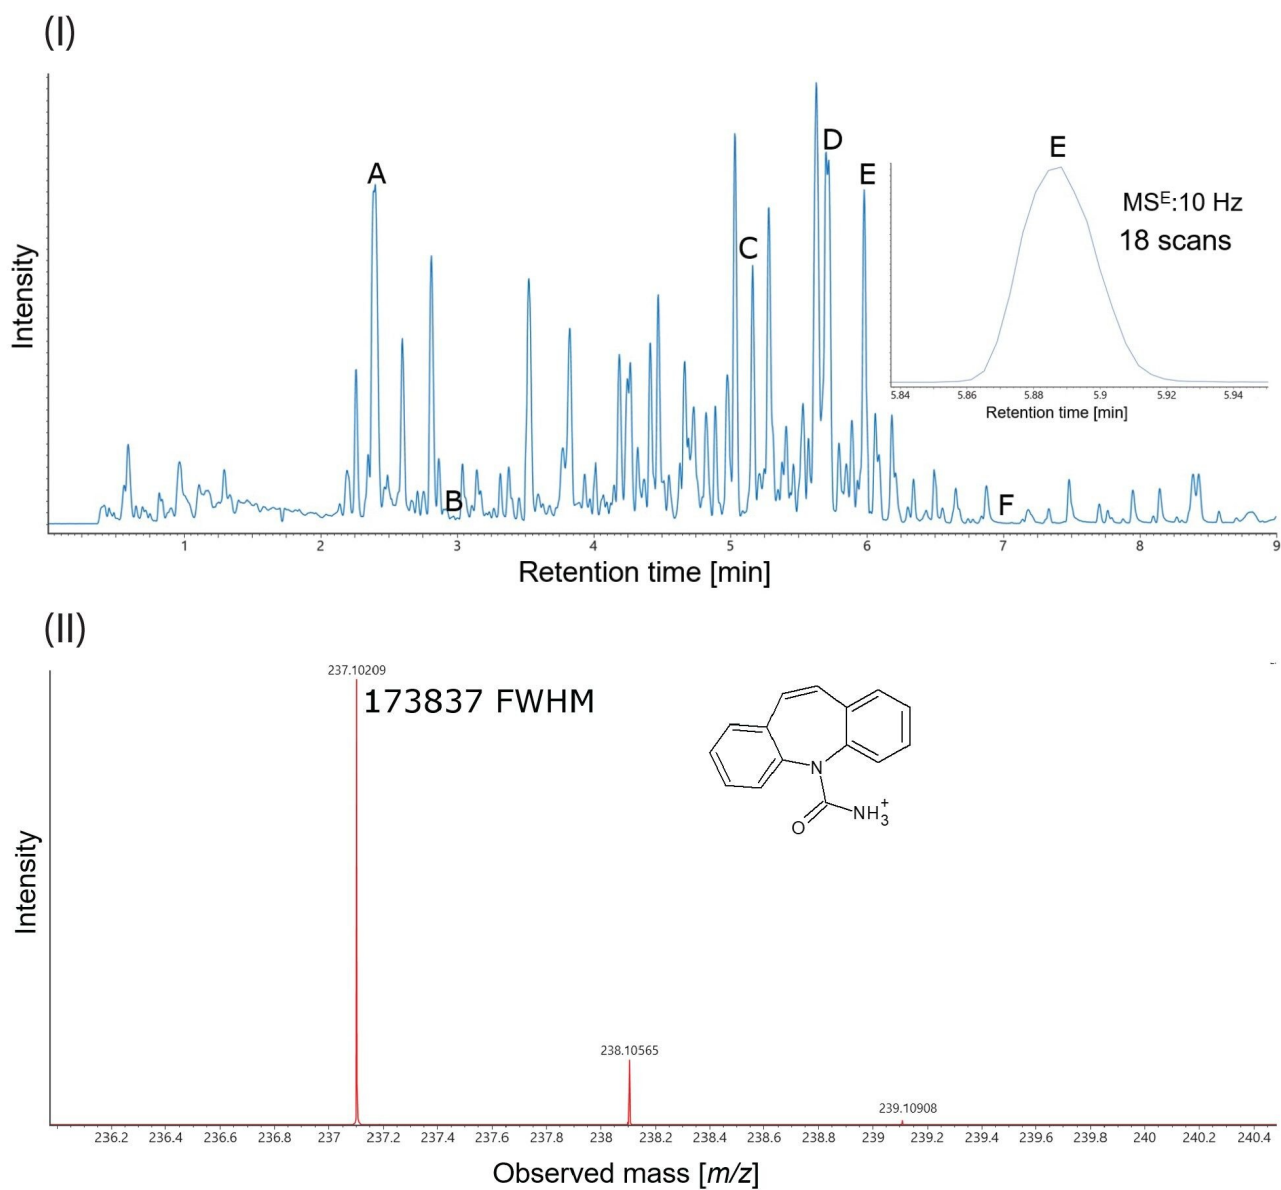 (I)
Intensity
A
B
C
D
E
F
E
MSᴱ:10 Hz
18 scans
5.84 5.86 5.88 5.9 5.92 5.94
Retention time [min]
1 2 3 4 5 6 7 8 9
Retention time [min]
(II)
Intensity
237.10209
173837 FWHM
N
O
NH₃⁺
238.10565
239.10908
236.2 236.4 236.6 236.8 237 237.2 237.4 237.6 237.8 238 238.2 238.4 238.6 238.8 239 239.2 239.4 239.6 239.8 240 240.2 240.4
Observed mass [m/z]